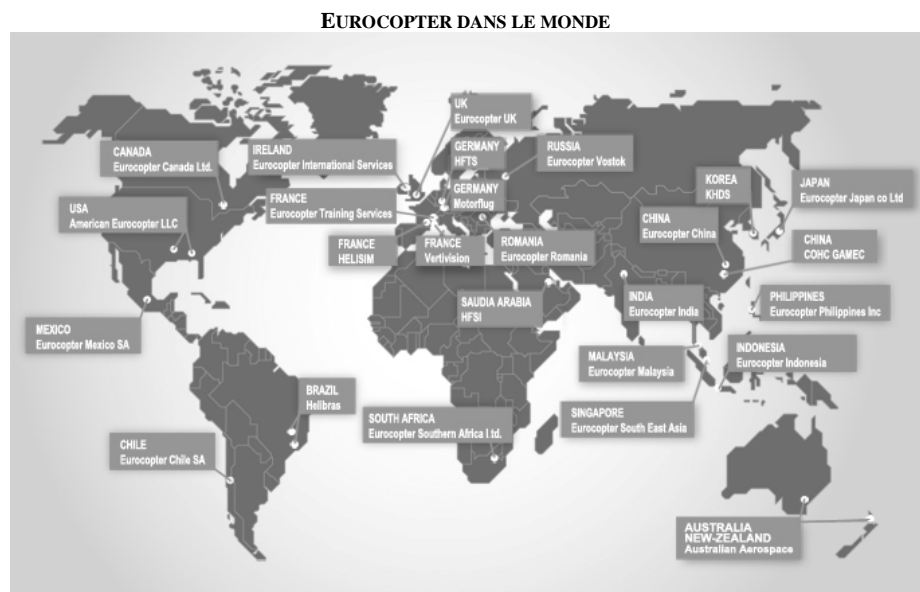 EUROCOPTER DANS LE MONDE
UK
Eurocopter UK
CANADA
Eurocopter Canada Ltd.
IRELAND
Eurocopter International Services
GERMANY
HFTS
RUSSIA
Eurocopter Vostok
USA
American Eurocopter LLC
FRANCE
Eurocopter Training Services
GERMANY
Motorflug
KOREA
KHDS
JAPAN
Eurocopter Japan co Ltd
CHINA
Eurocopter China
FRANCE
HELISIM
FRANCE
Vertivision
ROMANIA
Eurocopter Romania
CHINA
COHC GAMEC
SAUDIA ARABIA
HFSI
INDIA
Eurocopter India
PHILIPPINES
Eurocopter Philippines Inc
MEXICO
Eurocopter Mexico SA
MALAYSIA
Eurocopter Malaysia
INDONESIA
Eurocopter Indonesia
BRAZIL
Helibras
SOUTH AFRICA
Eurocopter Southern Africa Ltd.
SINGAPORE
Eurocopter South East Asia
CHILE
Eurocopter Chile SA
AUSTRALIA
NEW-ZEALAND
Australian Aerospace